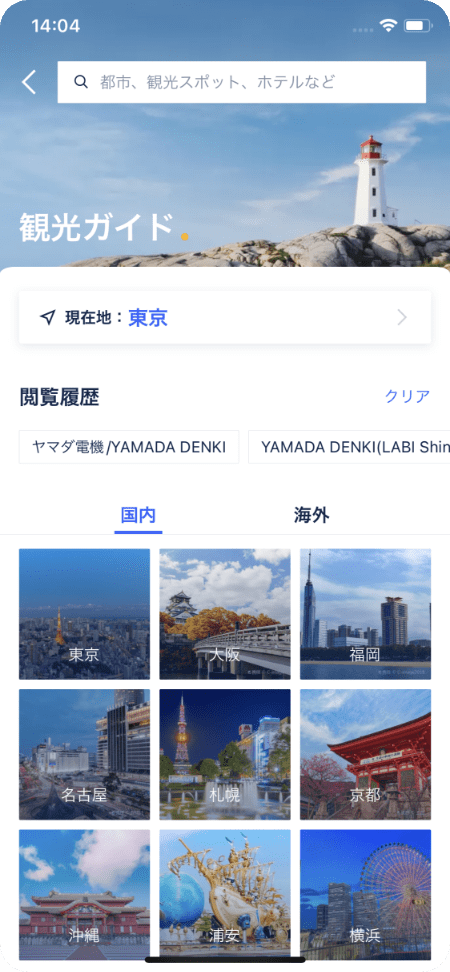 14:04
都市、観光スポット、ホテルなど
観光ガイド.
現在地：東京
閲覧履歴
クリア
ヤマダ電機/YAMADA DENKI
YAMADA DENKI(LABI Shin
国内
海外
東京
大阪
福岡
名古屋
札幌
京都
沖縄
浦安
横浜